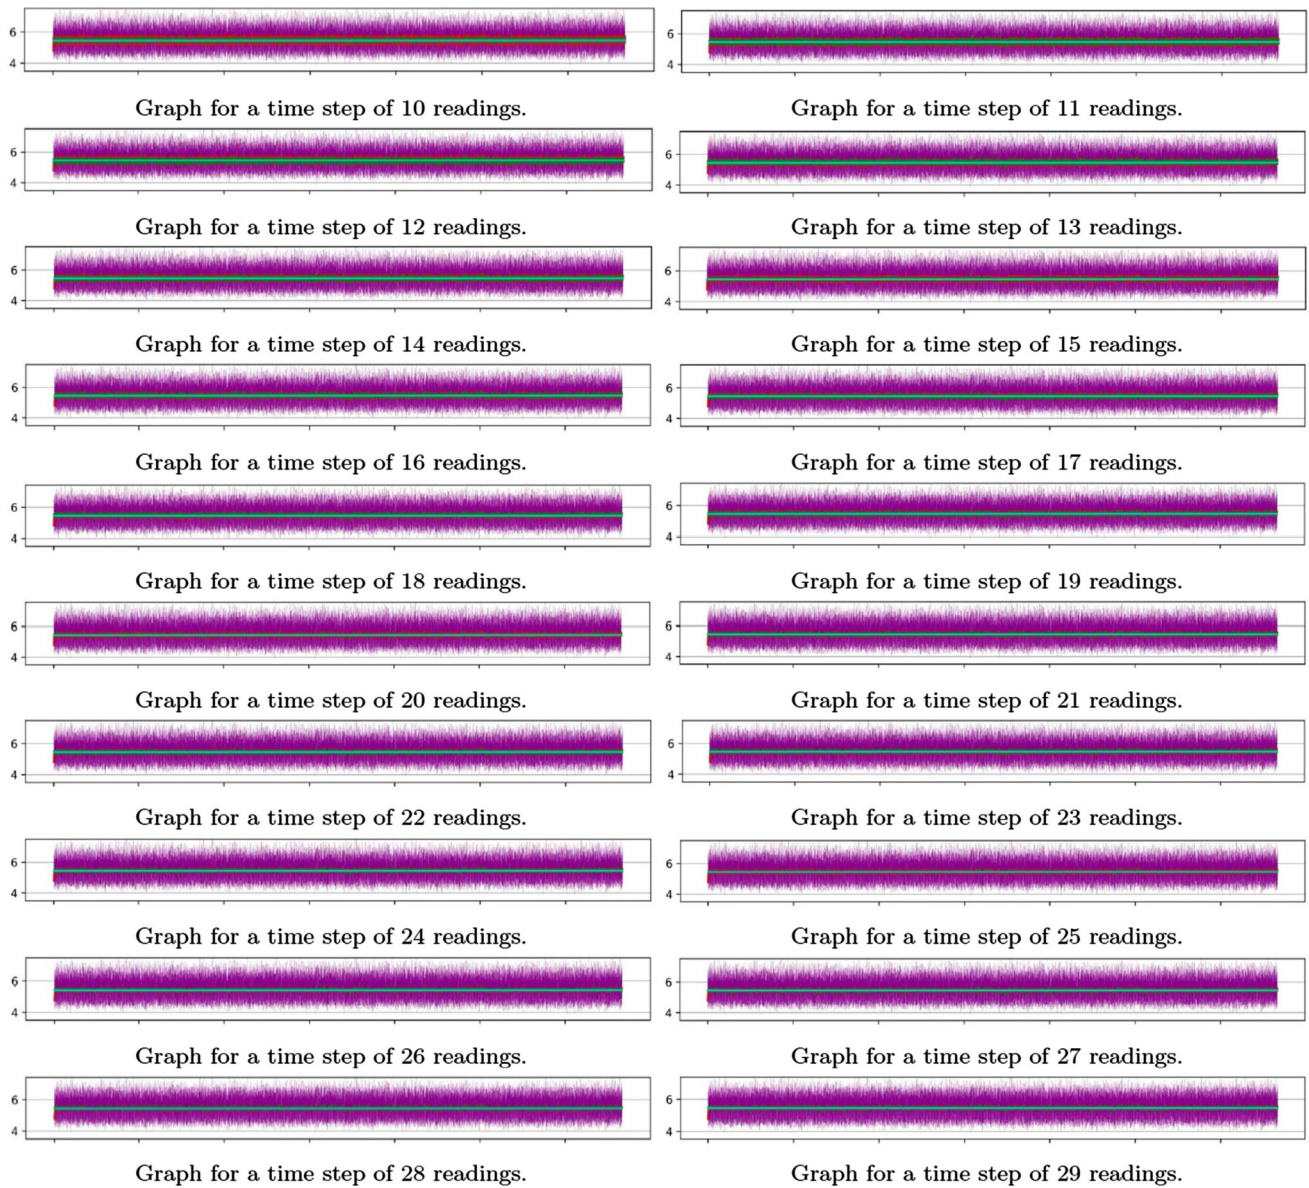 6
4
6
4
Graph for a time step of 10 readings.
Graph for a time step of 11 readings.
6
4
6
4
Graph for a time step of 12 readings.
Graph for a time step of 13 readings.
6
4
6
4
Graph for a time step of 14 readings.
Graph for a time step of 15 readings.
6
4
6
4
Graph for a time step of 16 readings.
Graph for a time step of 17 readings.
6
4
6
4
Graph for a time step of 18 readings.
Graph for a time step of 19 readings.
6
4
6
4
Graph for a time step of 20 readings.
Graph for a time step of 21 readings.
6
4
6
4
Graph for a time step of 22 readings.
Graph for a time step of 23 readings.
6
4
6
4
Graph for a time step of 24 readings.
Graph for a time step of 25 readings.
6
4
6
4
Graph for a time step of 26 readings.
Graph for a time step of 27 readings.
6
4
6
4
Graph for a time step of 28 readings.
Graph for a time step of 29 readings.